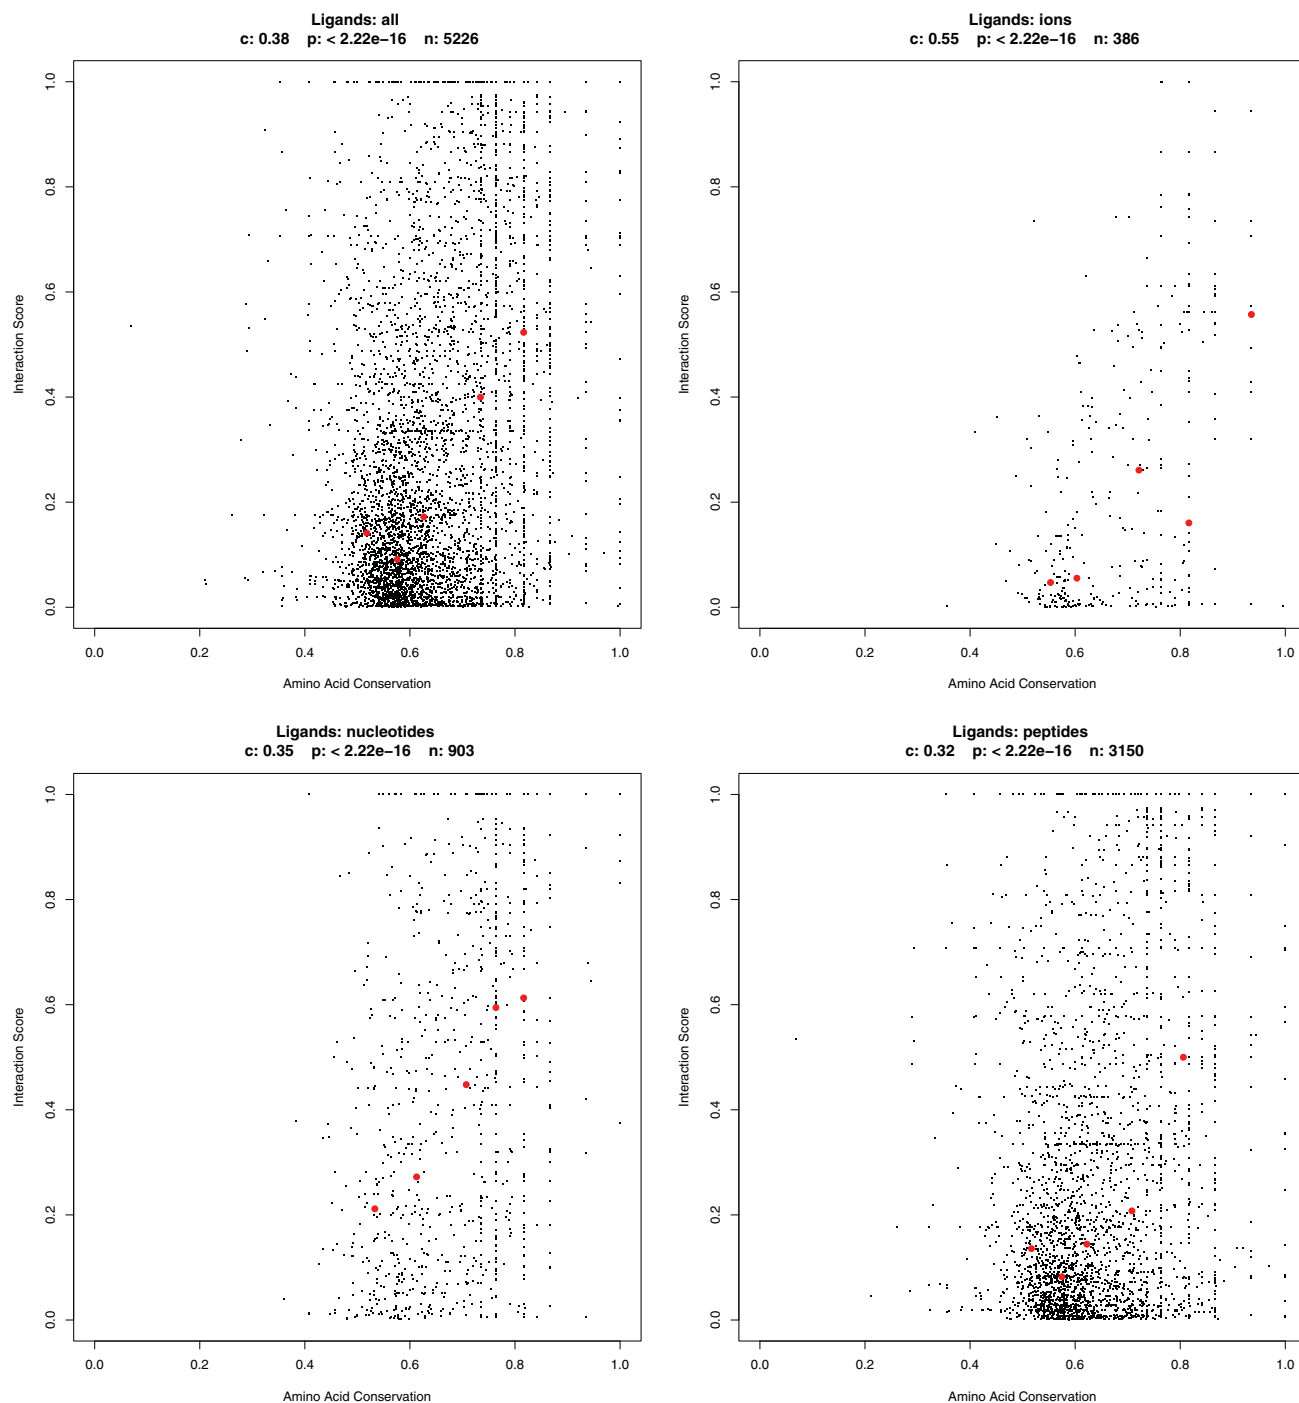 Ligands: all
c: 0.38 p: < 2.22e−16 n: 5226
1.0
0.8
0.6
0.4
0.2
0.0
Interaction Score
0.0 0.2 0.4 0.6 0.8 1.0
Amino Acid Conservation
Ligands: ions
c: 0.55 p: < 2.22e−16 n: 386
1.0
0.8
0.6
0.4
0.2
0.0
Interaction Score
0.0 0.2 0.4 0.6 0.8 1.0
Amino Acid Conservation
Ligands: nucleotides
c: 0.35 p: < 2.22e−16 n: 903
1.0
0.8
0.6
0.4
0.2
0.0
Interaction Score
0.0 0.2 0.4 0.6 0.8 1.0
Amino Acid Conservation
Ligands: peptides
c: 0.32 p: < 2.22e−16 n: 3150
1.0
0.8
0.6
0.4
0.2
0.0
Interaction Score
0.0 0.2 0.4 0.6 0.8 1.0
Amino Acid Conservation